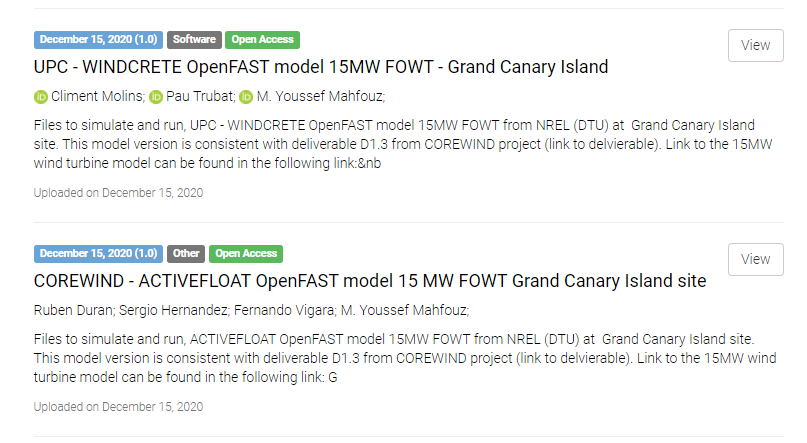 December 15, 2020 (1.0) Software Open Access
View
UPC - WINDCRETE OpenFAST model 15MW FOWT - Grand Canary Island
iD Climent Molins; iD Pau Trubat; iD M. Youssef Mahfouz;
Files to simulate and run, UPC - WINDCRETE OpenFAST model 15MW FOWT from NREL (DTU) at  Grand Canary Island
site. This model version is consistent with deliverable D1.3 from COREWIND project (link to delvierable). Link to the 15MW
wind turbine model can be found in the following link:&nb
Uploaded on December 15, 2020
December 15, 2020 (1.0) Other Open Access
View
COREWIND - ACTIVEFLOAT OpenFAST model 15 MW FOWT Grand Canary Island site
Ruben Duran; Sergio Hernandez; Fernando Vigara; M. Youssef Mahfouz;
Files to simulate and run, ACTIVEFLOAT OpenFAST model 15MW FOWT from NREL (DTU) at  Grand Canary Island site.
This model version is consistent with deliverable D1.3 from COREWIND project (link to delvierable). Link to the 15MW wind
turbine model can be found in the following link: G
Uploaded on December 15, 2020